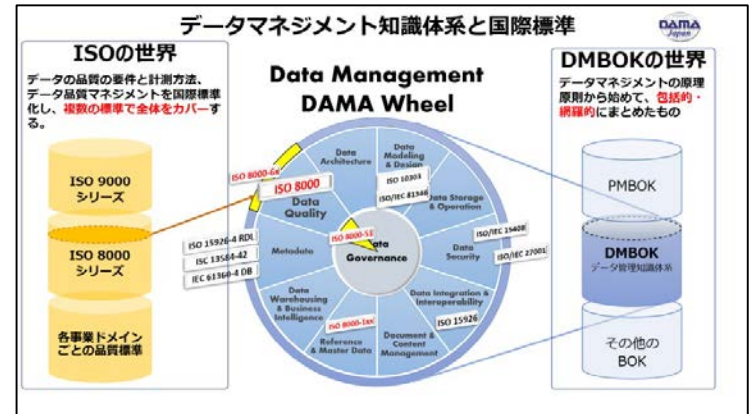 データマネジメント知識体系と国際標準
DAMA
Japan
ISOの世界
データの品質の要件と計測方法、
データ品質マネジメントを国際標準
化し、複数の標準で全体をカバーす
る。
ISO 9000
シリーズ
ISO 8000
シリーズ
各事業ドメイン
ごとの品質標準
Data Management
DAMA Wheel
Data
Architecture
Data
Modeling
& Design
ISO 8000-6x
ISO 8000
Data
Quality
ISO 10303
ISO/IEC 81346
Data Storage
& Operation
ISO 15926-4 RDL
ISC 13584-42
IEC 61360-4 DB
Metadata
ISO 8000-51
Data
Governance
Data
Security
ISO/IEC 15408
ISO/IEC 27001
Data
Warehousing
& Business
Intelligence
Data Integration &
Interoperability
ISO 8000-1xx
Reference
& Master Data
Document &
Content
Management
ISO 15926
DMBOKの世界
データマネジメントの原理
原則から始めて、包括的・
網羅的にまとめたもの
PMBOK
DMBOK
データ管理知識体系
その他の
BOK